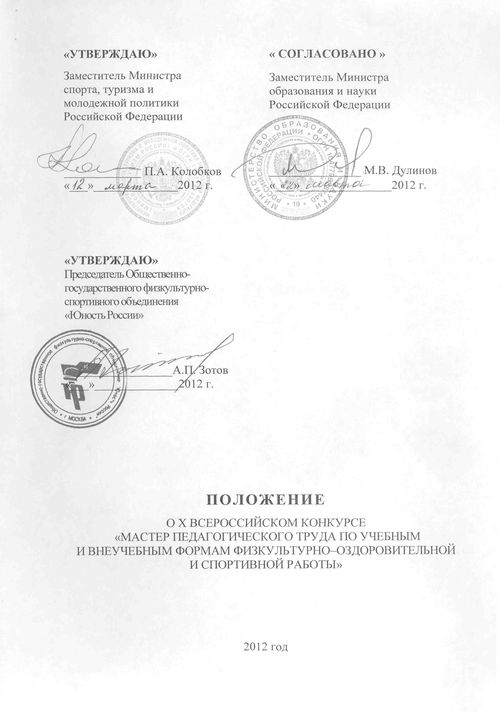 «УТВЕРЖДАЮ»
Заместитель Министра
спорта, туризма и
молодежной политики
Российской Федерации
П.А. Колобков
«12» марта 2012 г.
« СОГЛАСОВАНО »
Заместитель Министра
образования и науки
Российской Федерации
М.В. Дулинов
« » марта 2012 г.
«УТВЕРЖДАЮ»
Председатель Общественно-
государственного физкультурно-
спортивного объединения
«Юность России»
А.П. Зотов
» 2012 г.
ПОЛОЖЕНИЕ
О X ВСЕРОССИЙСКОМ КОНКУРСЕ
«МАСТЕР ПЕДАГОГИЧЕСКОГО ТРУДА ПО УЧЕБНЫМ
И ВНЕУЧЕБНЫМ ФОРМАМ ФИЗКУЛЬТУРНО–ОЗДОРОВИТЕЛЬНОЙ
И СПОРТИВНОЙ РАБОТЫ»
2012 год